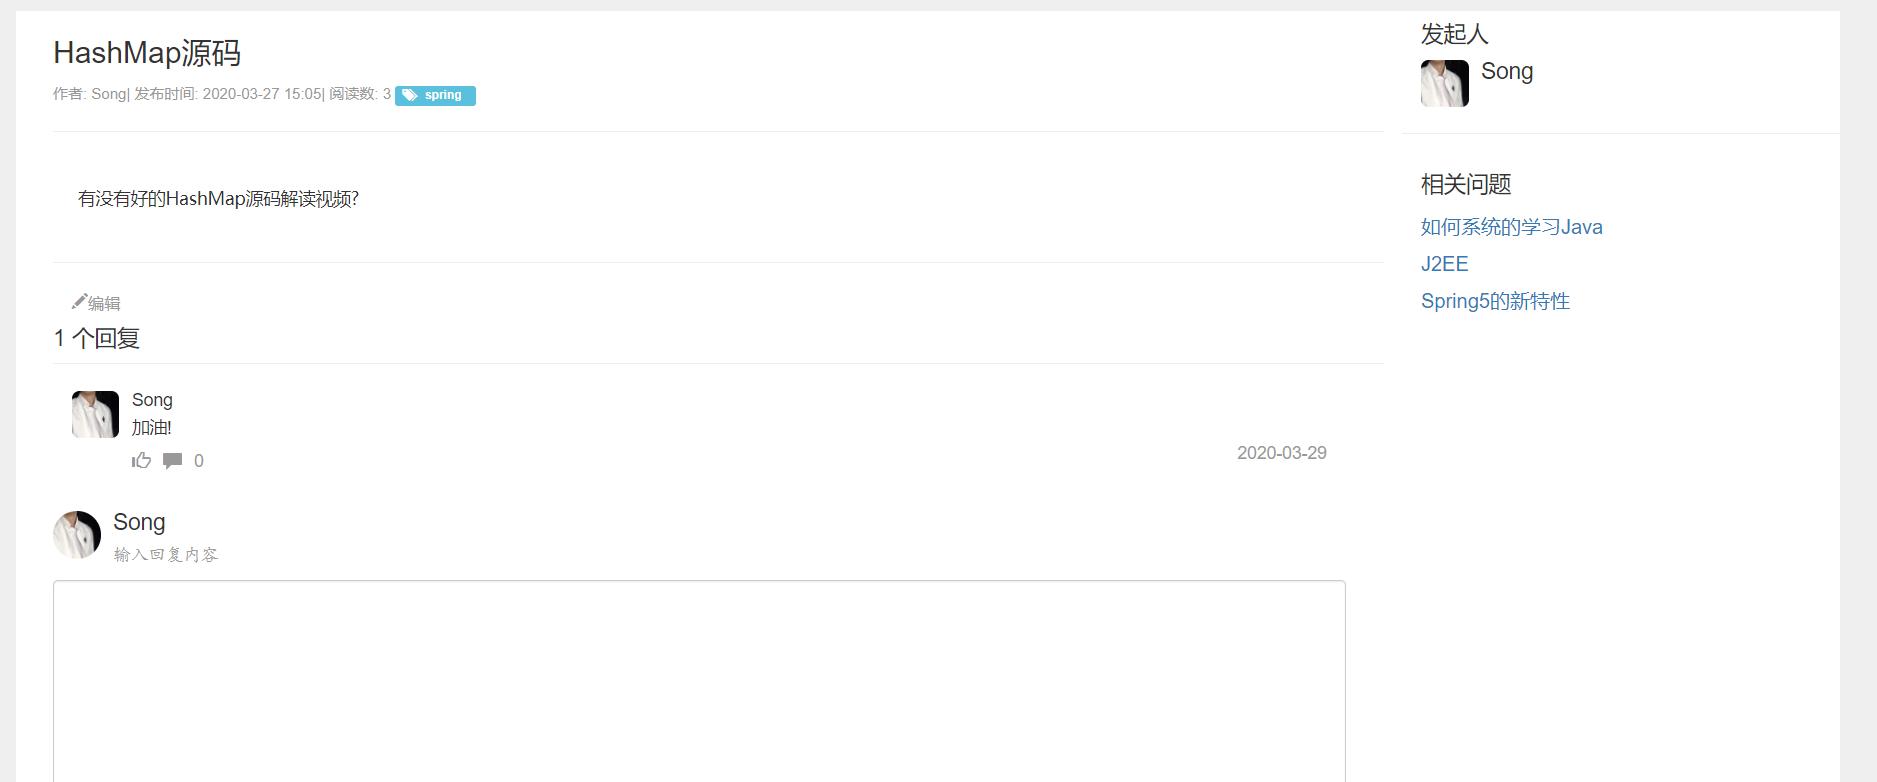 HashMap源码
作者: Song| 发布时间: 2020-03-27 15:05| 阅读数: 3 spring
有没有好的HashMap源码解读视频?
编辑
1 个回复
Song
加油!
0
2020-03-29
Song
输入回复内容
发起人
Song
相关问题
如何系统的学习Java
J2EE
Spring5的新特性